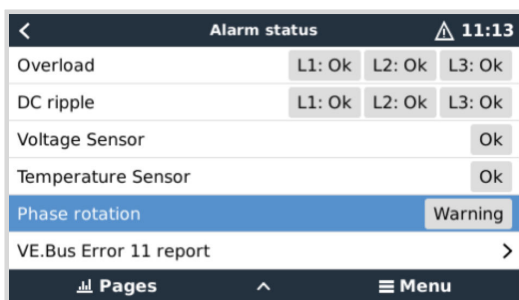 Alarm status 11:13
Overload L1: Ok L2: Ok L3: Ok
DC ripple L1: Ok L2: Ok L3: Ok
Voltage Sensor Ok
Temperature Sensor Ok
Phase rotation Warning
VE.Bus Error 11 report
Pages Menu